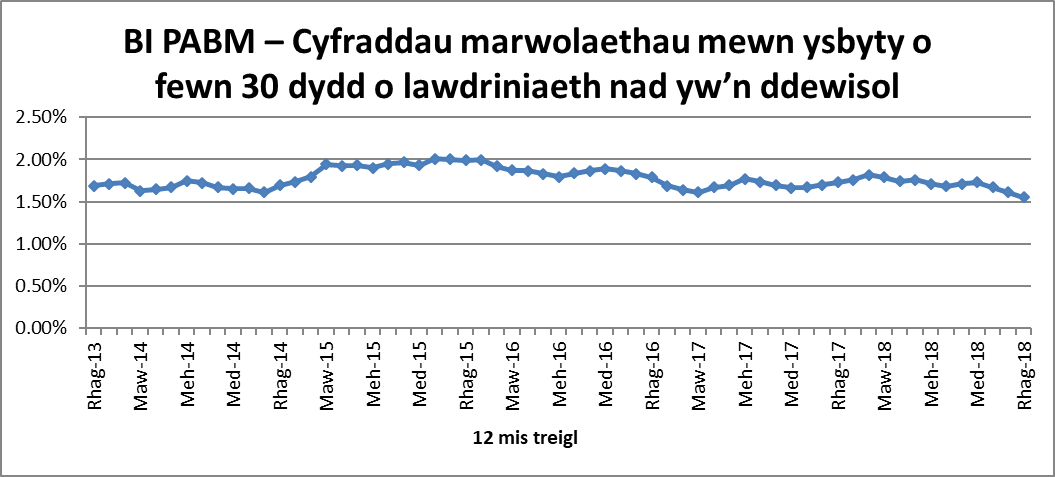 BI PABM – Cyfraddau marwolaethau mewn ysbyty o
fewn 30 dydd o lawdriniaeth nad yw’n ddewisol
2.50%
2.00%
1.50%
1.00%
0.50%
0.00%
Rhag-13
Maw-14
Meh-14
Med-14
Rhag-14
Maw-15
Meh-15
Med-15
Rhag-15
Maw-16
Meh-16
Med-16
Rhag-16
Maw-17
Meh-17
Med-17
Rhag-17
Maw-18
Meh-18
Med-18
Rhag-18
12 mis treigl